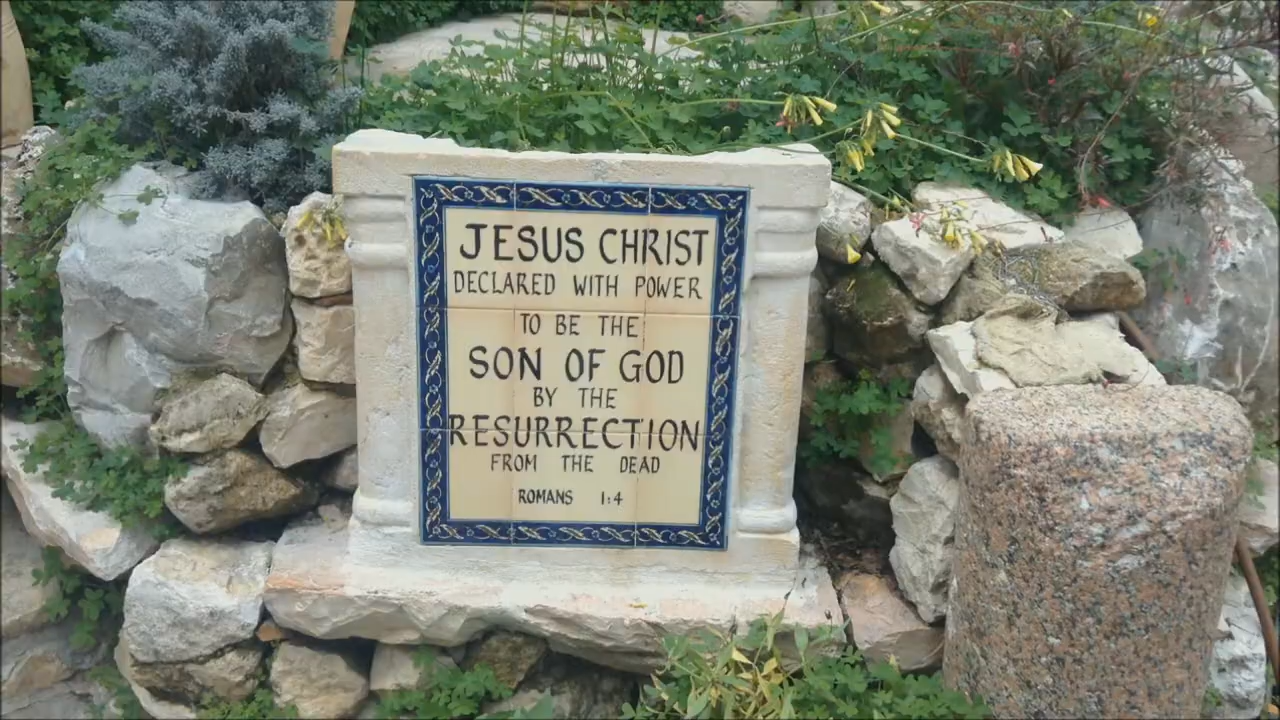 JESUS CHRIST
DECLARED WITH POWER
TO BE THE
SON OF GOD
BY THE
RESURRECTION
FROM THE DEAD
ROMANS 1:4